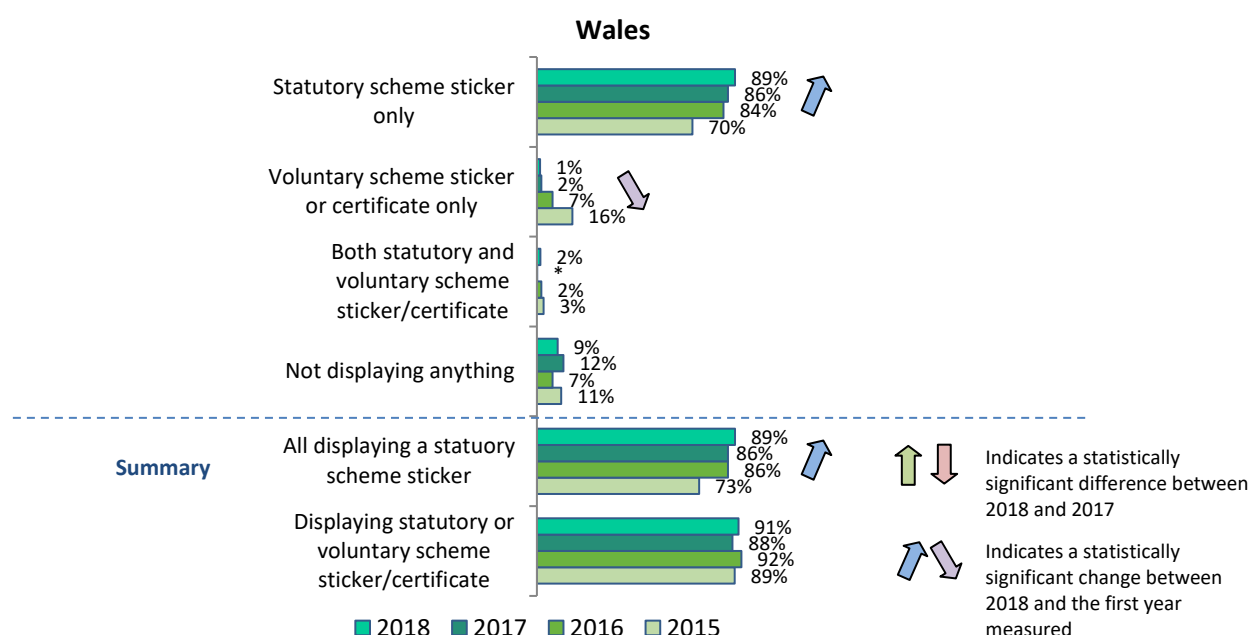 Wales
Statutory scheme sticker
only
89%
86%
84%
70%
Voluntary scheme sticker
or certificate only
1%
2%
7%
16%
Both statutory and
voluntary scheme
sticker/certificate
2%
*
2%
3%
Not displaying anything
9%
12%
7%
11%
Summary
All displaying a statuory
scheme sticker
89%
86%
86%
73%
Displaying statutory or
voluntary scheme
sticker/certificate
91%
88%
92%
89%
Indicates a statistically
significant difference between
2018 and 2017
Indicates a statistically
significant change between
2018 and the first year
measured
2018 2017 2016 2015